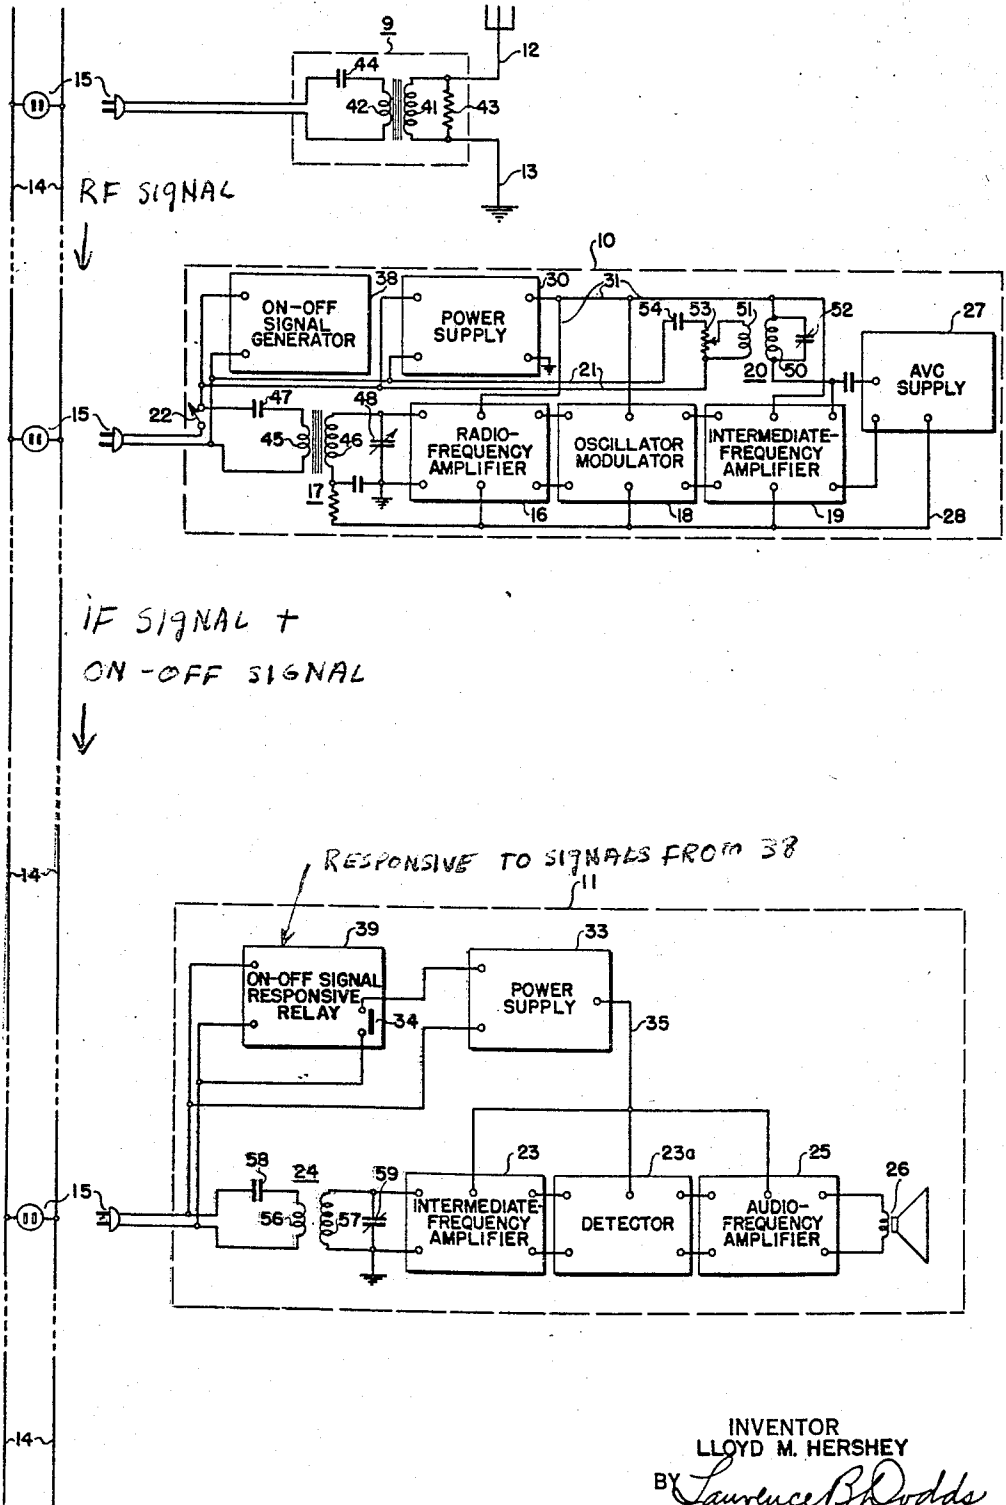 9
12
44
15
42
41
43
13
14
RF SIGNAL
10
38
30
31
54
53
51
52
27
ON-OFF
SIGNAL
GENERATOR
POWER
SUPPLY
AVC
SUPPLY
50
20
21
47
22
15
48
45
46
17
RADIO-
FREQUENCY
AMPLIFIER
OSCILLATOR
MODULATOR
INTERMEDIATE-
FREQUENCY
AMPLIFIER
16
18
19
28
IF SIGNAL +
ON-OFF SIGNAL
RESPONSIVE TO SIGNALS FROM 38
14
11
39
33
ON-OFF SIGNAL
RESPONSIVE
RELAY
34
POWER
SUPPLY
35
58
24
59
23
23a
25
26
15
56
57
INTERMEDIATE-
FREQUENCY
AMPLIFIER
DETECTOR
AUDIO-
FREQUENCY
AMPLIFIER
14
INVENTOR
LLOYD M. HERSHEY
BY Laurence B Dodds